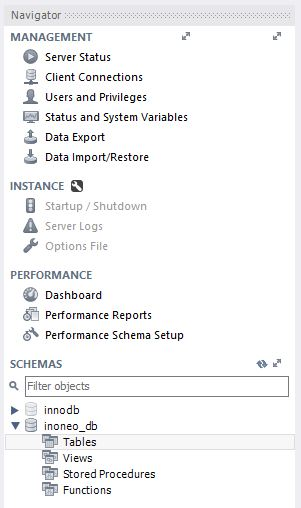 Navigator
MANAGEMENT
Server Status
Client Connections
Users and Privileges
Status and System Variables
Data Export
Data Import/Restore
INSTANCE
Startup / Shutdown
Server Logs
Options File
PERFORMANCE
Dashboard
Performance Reports
Performance Schema Setup
SCHEMAS
Filter objects
innodb
inoneo_db
Tables
Views
Stored Procedures
Functions